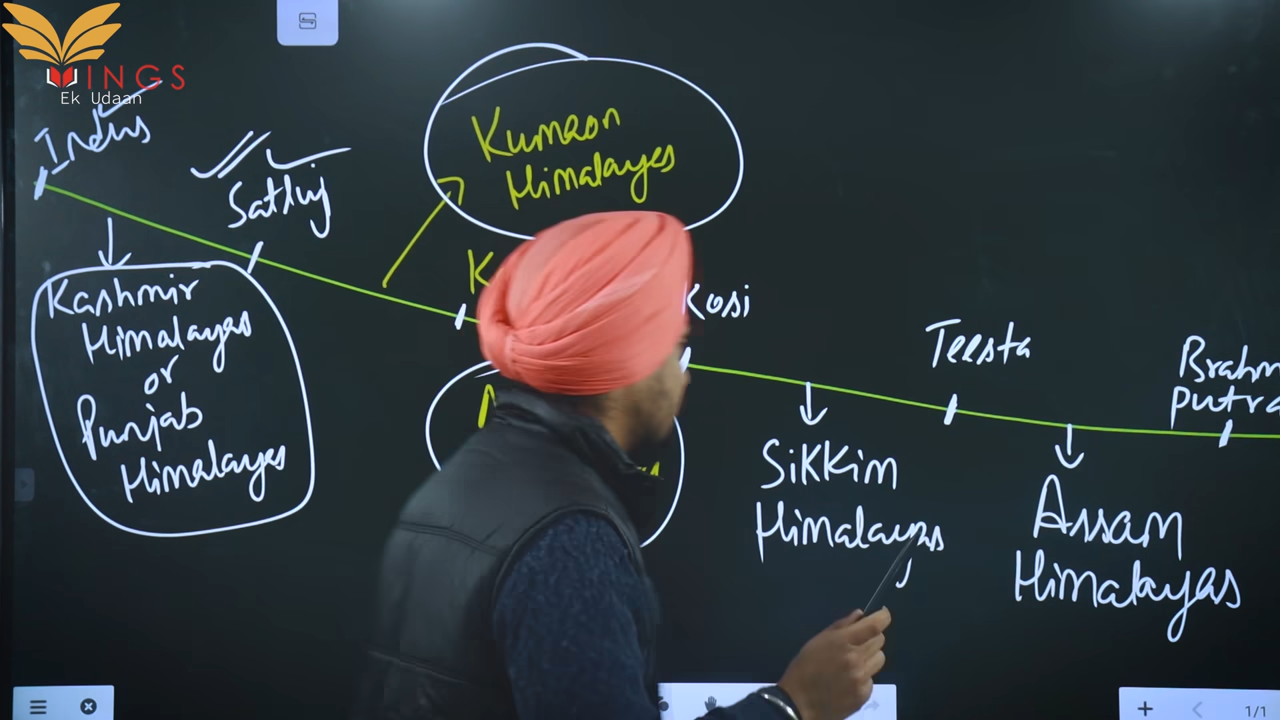 WINGS
Ek Udaan
Indus
Satluj
Kumaon
Himalayes
Kosi
Teesta
Brahm
putra
Kashmir
Himalayas
or
Punjab
Himalayes
Sikkim
Himalayas
Assam
Himalayas
1/1